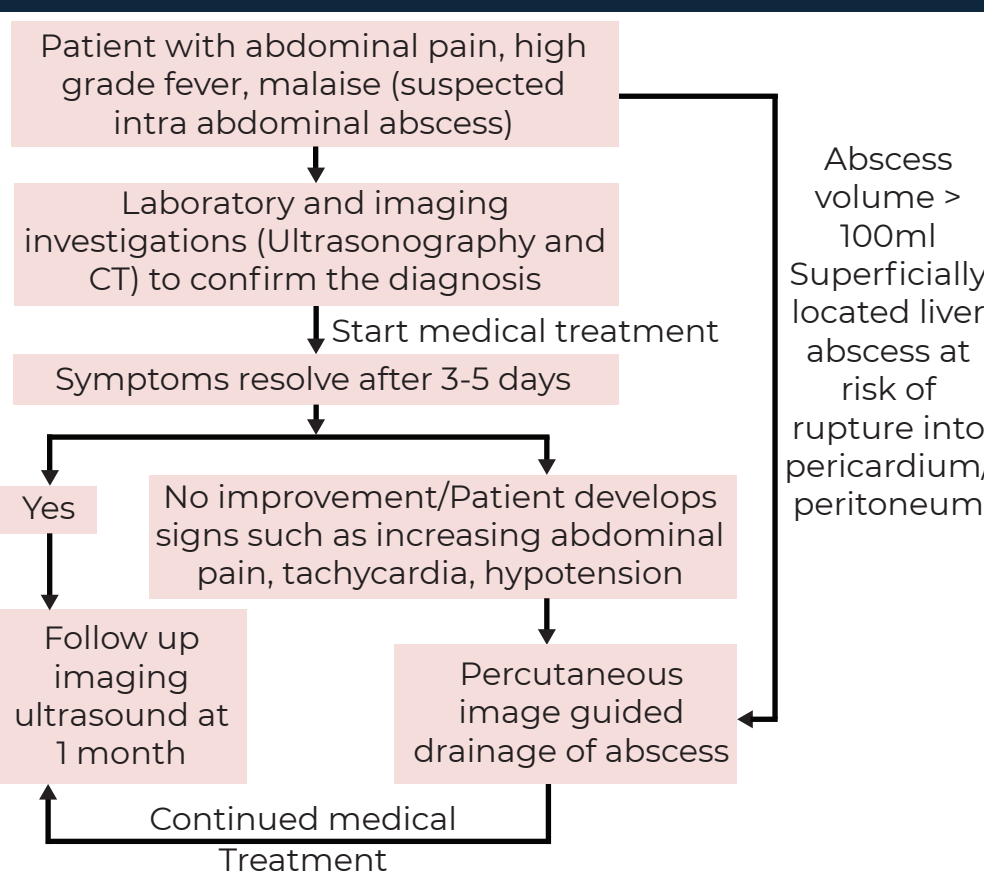 Patient with abdominal pain, high
grade fever, malaise (suspected
intra abdominal abscess)
Laboratory and imaging
investigations (Ultrasonography and
CT) to confirm the diagnosis
Start medical treatment
Symptoms resolve after 3-5 days
Yes
No improvement/Patient develops
signs such as increasing abdominal
pain, tachycardia, hypotension
Follow up
imaging
ultrasound at
1 month
Percutaneous
image guided
drainage of abscess
Continued medical
Treatment
Abscess
volume >
100ml
Superficially
located liver
abscess at
risk of
rupture into
pericardium/
peritoneum